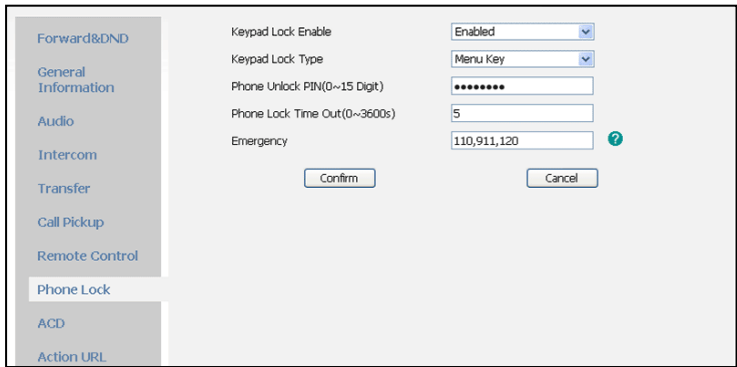 Forward&DND
General
Information
Audio
Intercom
Transfer
Call Pickup
Remote Control
Phone Lock
ACD
Action URL
Keypad Lock Enable Enabled
Keypad Lock Type Menu Key
Phone Unlock PIN(0~15 Digit) ••••••••
Phone Lock Time Out(0~3600s) 5
Emergency 110,911,120 ?
Confirm Cancel